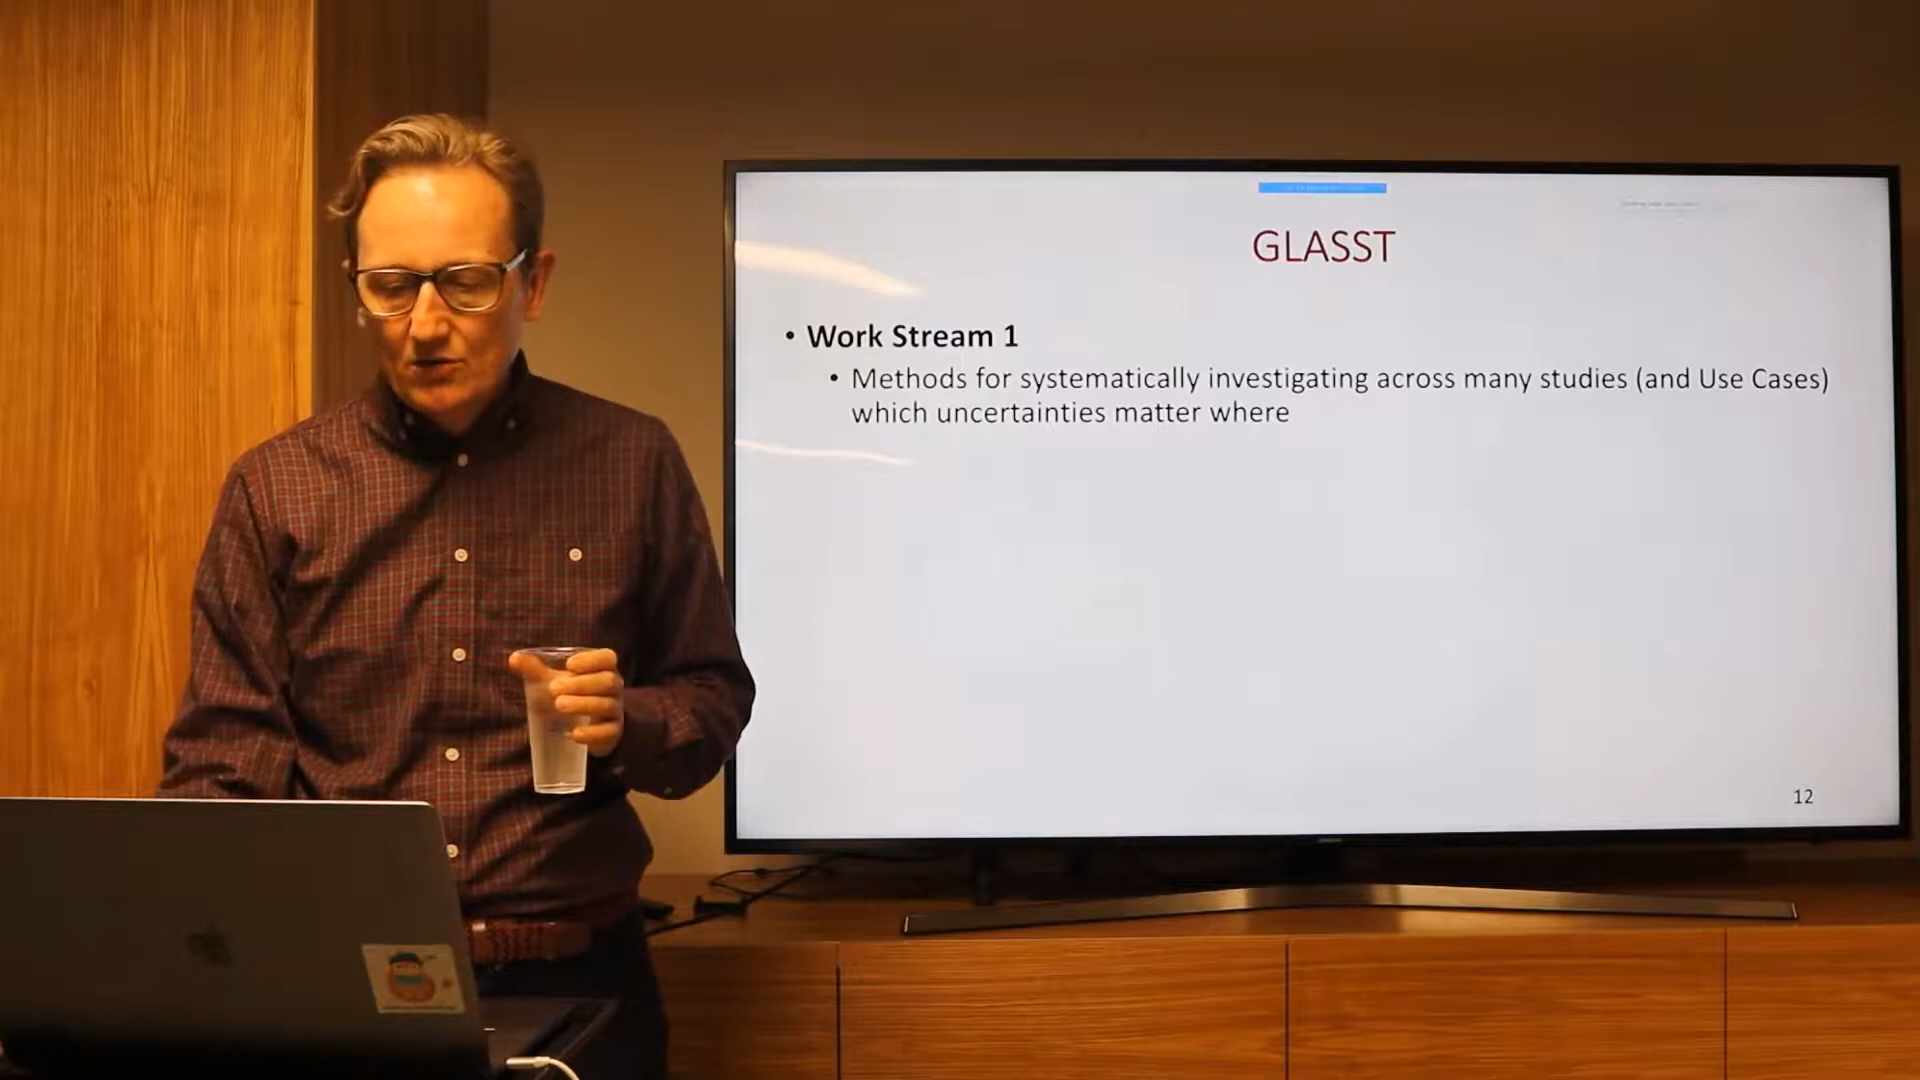 GLASST
• Work Stream 1
• Methods for systematically investigating across many studies (and Use Cases)
which uncertainties matter where
12